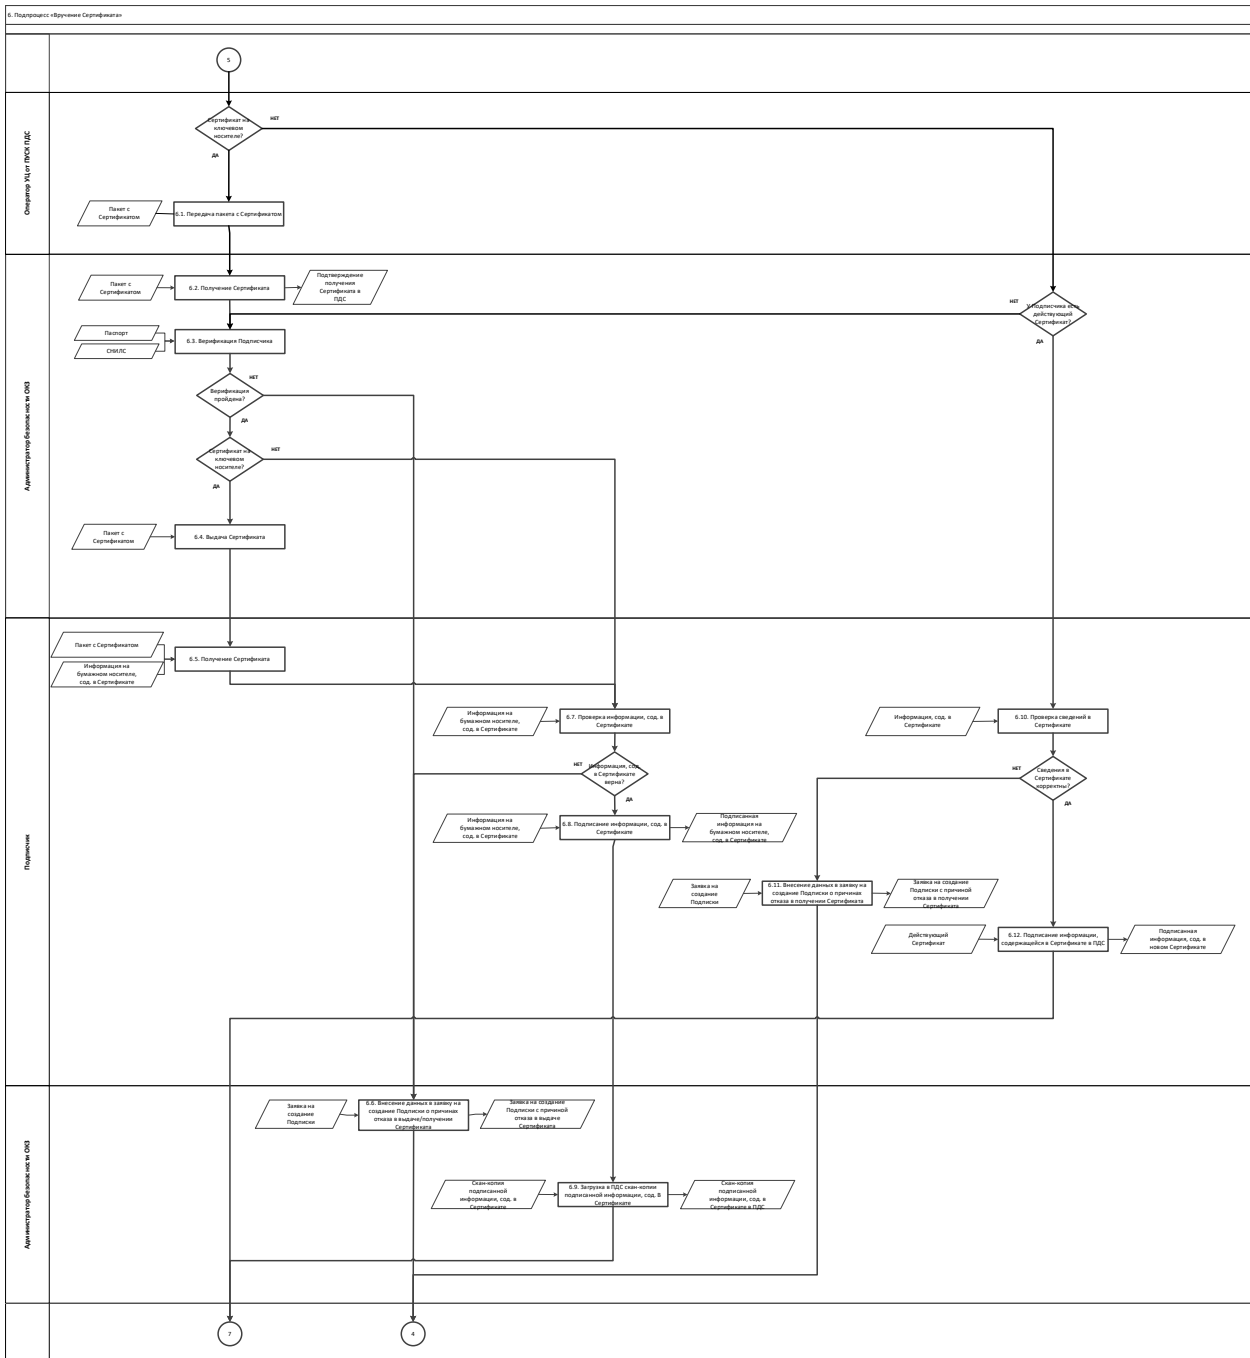 6. Подпроцесс «Вручение Сертификата»
5
Оператор УЦ от ПУСК ПДС
Сертификат на
ключевом
носителе?
НЕТ
ДА
Пакет с
Сертификатом
6.1. Передача пакета с Сертификатом
Администратор безопасности ОКЗ
Пакет с
Сертификатом
6.2. Получение Сертификата
Подтверждение
получения
Сертификата в
ПДС
У Подписчика есть
действующий
Сертификат?
НЕТ
ДА
Паспорт
СНИЛС
6.3. Верификация Подписчика
Верификация
пройдена?
НЕТ
ДА
Сертификат на
ключевом
носителе?
НЕТ
ДА
Пакет с
Сертификатом
6.4. Выдача Сертификата
Подписчик
Пакет с Сертификатом
Информация на
бумажном носителе,
сод. в Сертификате
6.5. Получение Сертификата
Информация на
бумажном носителе,
сод. в Сертификате
6.7. Проверка информации, сод. в
Сертификате
Информация, сод. в
Сертификате
6.10. Проверка сведений в
Сертификате
НЕТ
Информация, сод.
в Сертификате
верна?
ДА
НЕТ
Сведения в
Сертификате
корректны?
ДА
Информация на
бумажном носителе,
сод. в Сертификате
6.8. Подписание информации, сод. в
Сертификате
Подписанная
информация на
бумажном носителе,
сод. в Сертификате
Заявка на
создание
Подписки
6.11. Внесение данных в заявку на
создание Подписки о причинах
отказа в получении Сертификата
Заявка на создание
Подписки с причиной
отказа в получении
Сертификата
Действующий
Сертификат
6.12. Подписание информации,
содержащейся в Сертификате в ПДС
Подписанная
информация, сод. в
новом Сертификате
Администратор безопасности ОКЗ
Заявка на
создание
Подписки
6.6. Внесение данных в заявку на
создание Подписки о причинах
отказа в выдаче/получении
Сертификата
Заявка на создание
Подписки с причиной
отказа в выдаче
Сертификата
Скан-копия
подписанной
информации, сод. в
Сертификате
6.9. Загрузка в ПДС скан-копии
подписанной информации, сод. В
Сертификате
Скан-копия
подписанной
информации, сод. в
Сертификате в ПДС
7
4